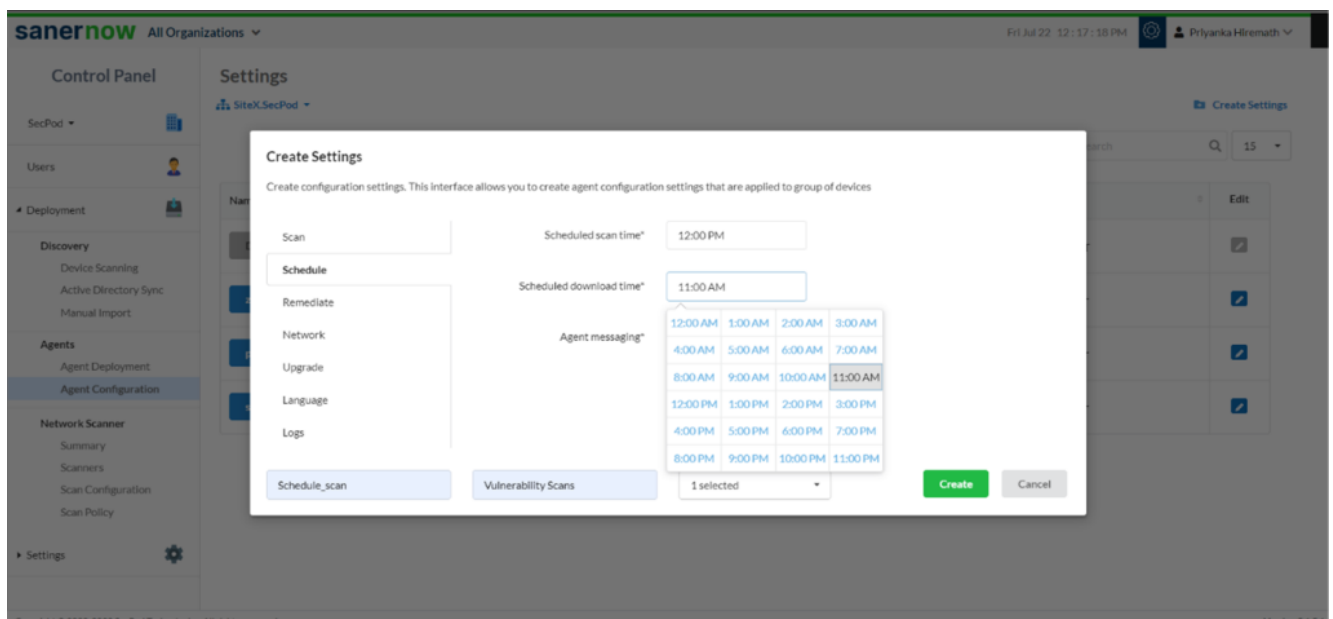 sanernow All Organizations
Fri Jul 22 12:17:18 PM
Priyanka Hiremath
Control Panel
SecPod
Users
Deployment
Discovery
Device Scanning
Active Directory Sync
Manual Import
Agents
Agent Deployment
Agent Configuration
Network Scanner
Summary
Scanners
Scan Configuration
Scan Policy
Settings
Settings
SiteX.SecPod
Create Settings
15
Edit
Create Settings
Create configuration settings. This interface allows you to create agent configuration settings that are applied to group of devices
Scan
Schedule
Remediate
Network
Upgrade
Language
Logs
Scheduled scan time* 12:00 PM
Scheduled download time* 11:00 AM
Agent messaging*
12:00 AM 1:00 AM 2:00 AM 3:00 AM
4:00 AM 5:00 AM 6:00 AM 7:00 AM
8:00 AM 9:00 AM 10:00 AM 11:00 AM
12:00 PM 1:00 PM 2:00 PM 3:00 PM
4:00 PM 5:00 PM 6:00 PM 7:00 PM
8:00 PM 9:00 PM 10:00 PM 11:00 PM
Schedule_scan
Vulnerability Scans
1 selected
Create
Cancel